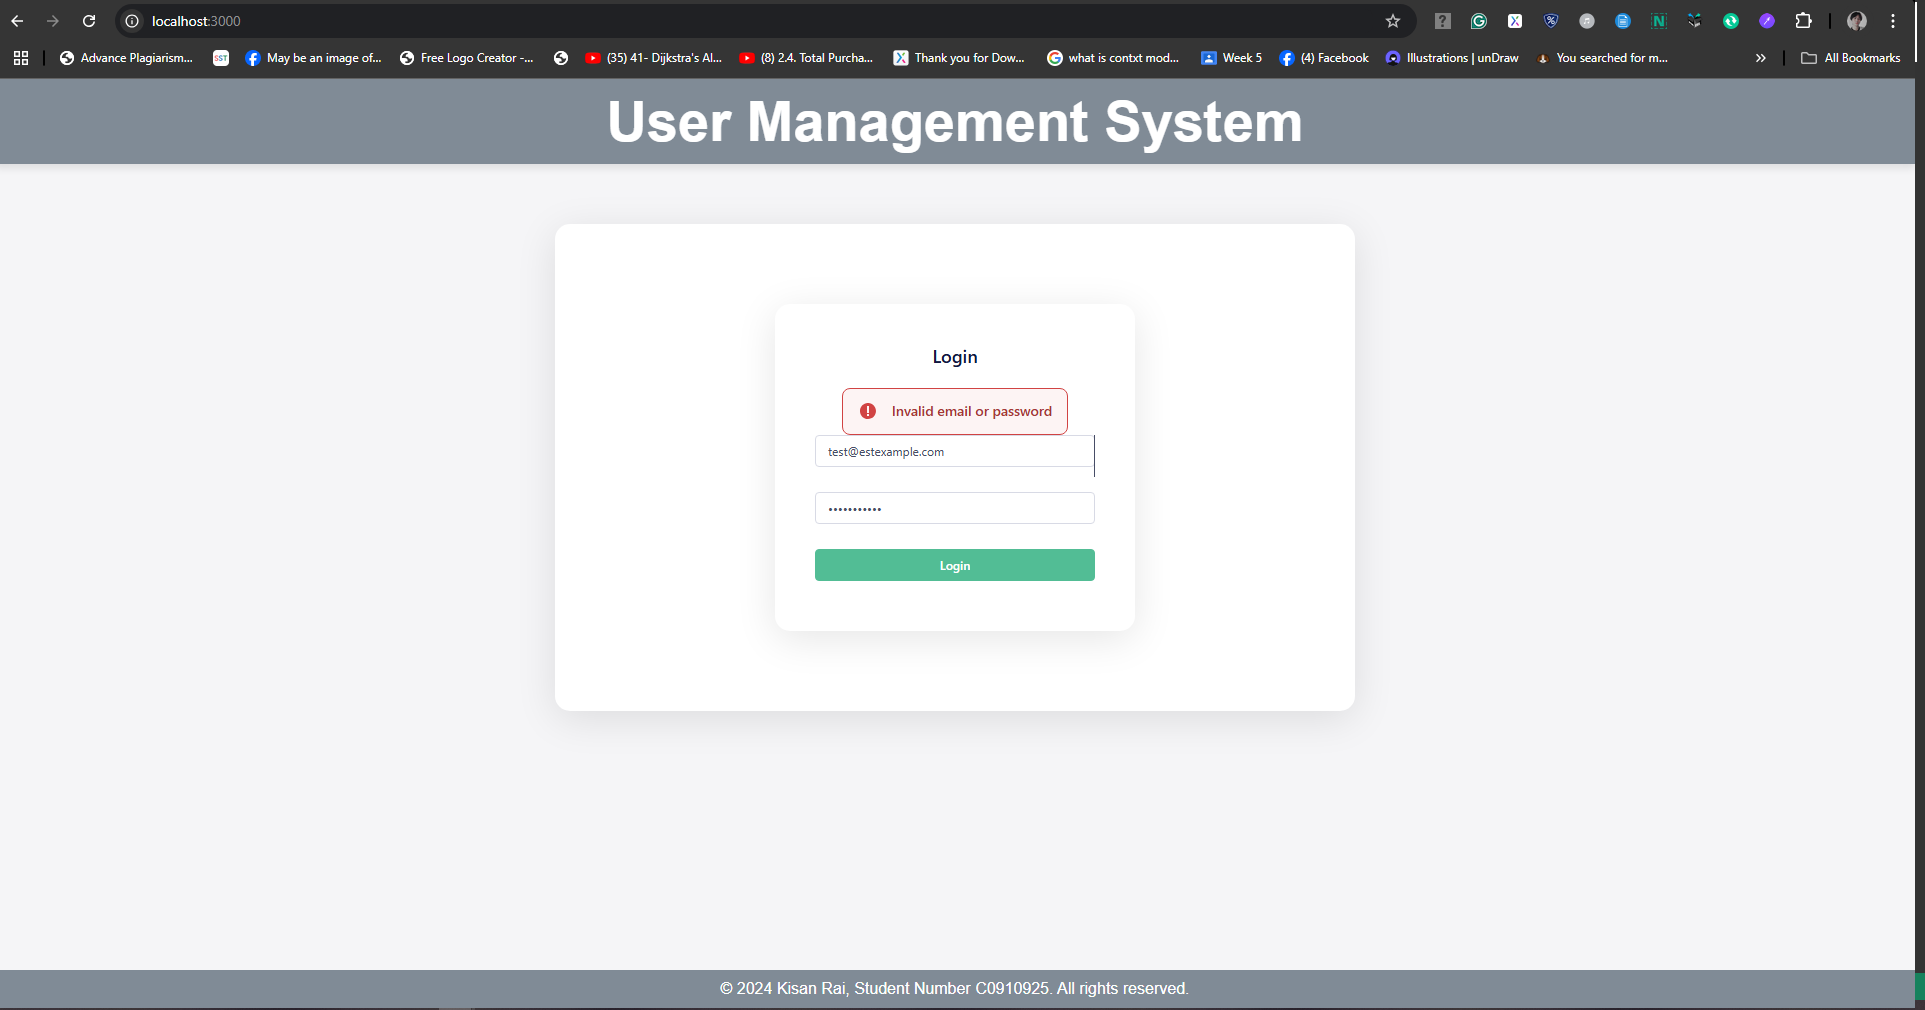 localhost:3000
Advance Plagiarism...
SST
May be an image of...
Free Logo Creator -...
(35) 41- Dijkstra's Al...
(8) 2.4. Total Purcha...
Thank you for Dow...
what is contxt mod...
Week 5
(4) Facebook
Illustrations | unDraw
You searched for m...
All Bookmarks
User Management System
Login
Invalid email or password
test@estexample.com
Login
© 2024 Kisan Rai, Student Number C0910925. All rights reserved.